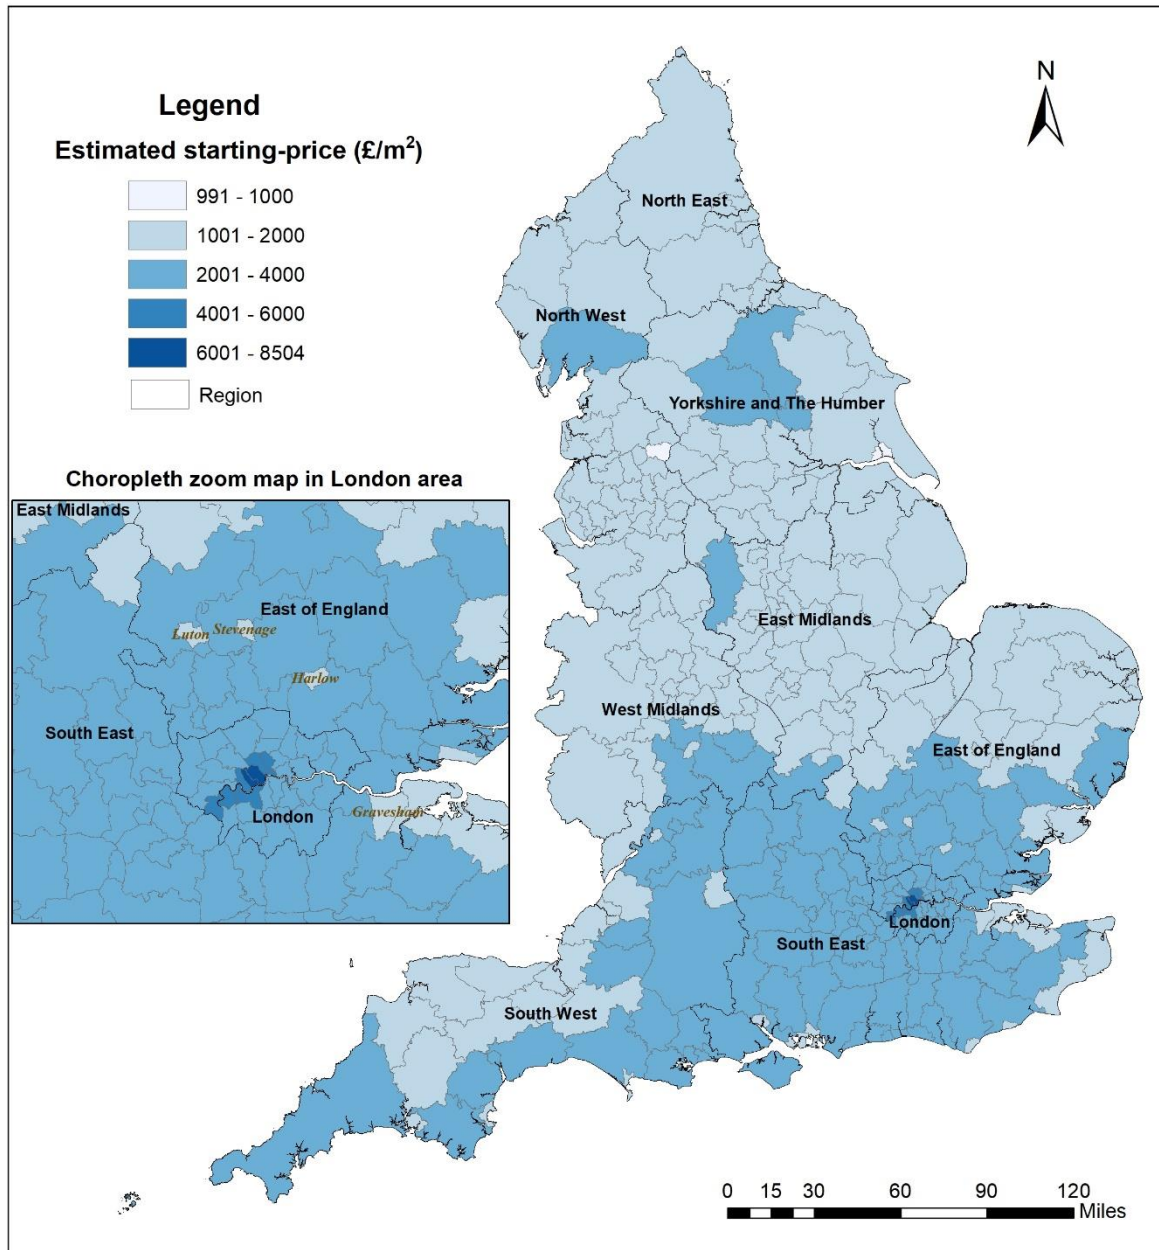 Legend
Estimated starting-price (£/m²)
991 - 1000
1001 - 2000
2001 - 4000
4001 - 6000
6001 - 8504
Region
N
North East
North West
Yorkshire and The Humber
East Midlands
West Midlands
East of England
London
South East
South West
Choropleth zoom map in London area
East Midlands
East of England
Luton
Stevenage
Harlow
South East
Gravesham
London
0 15 30 60 90 120
Miles